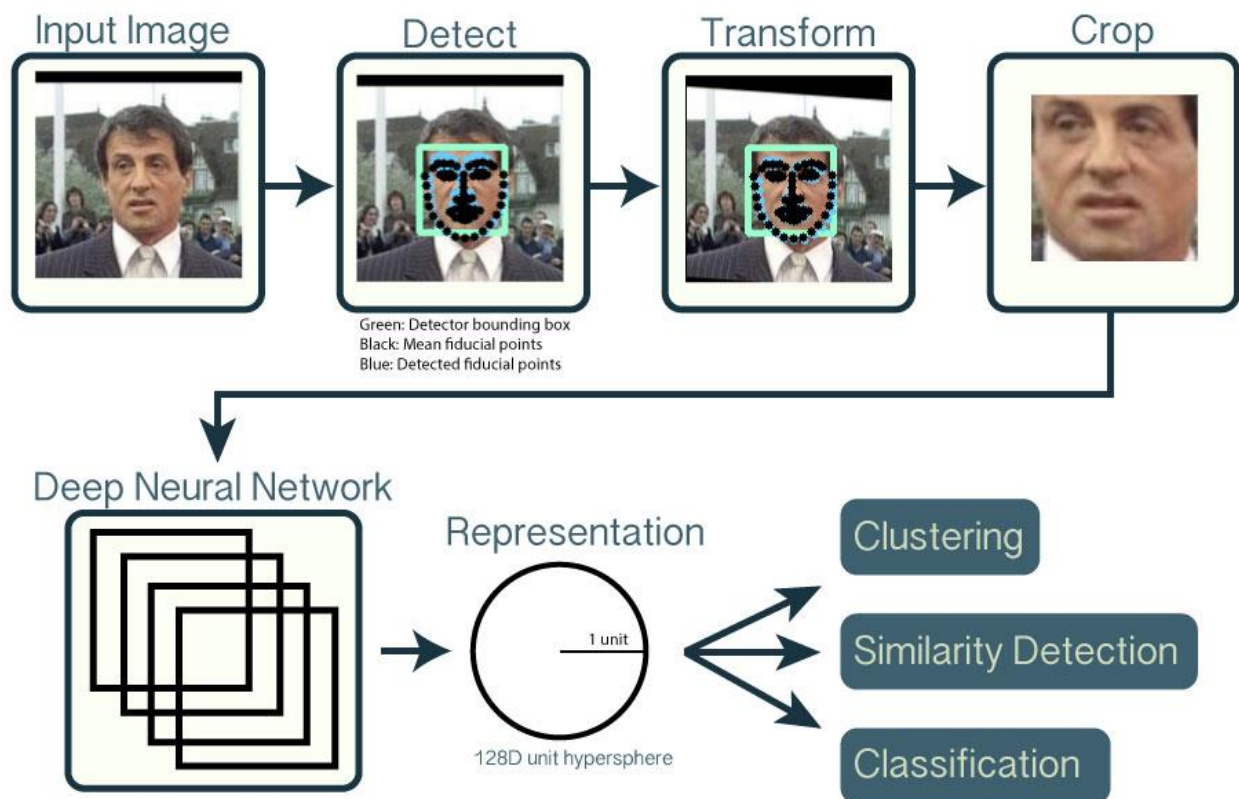 Input Image
Detect
Transform
Crop
Green: Detector bounding box
Black: Mean fiducial points
Blue: Detected fiducial points
Deep Neural Network
Representation
1 unit
128D unit hypersphere
Clustering
Similarity Detection
Classification